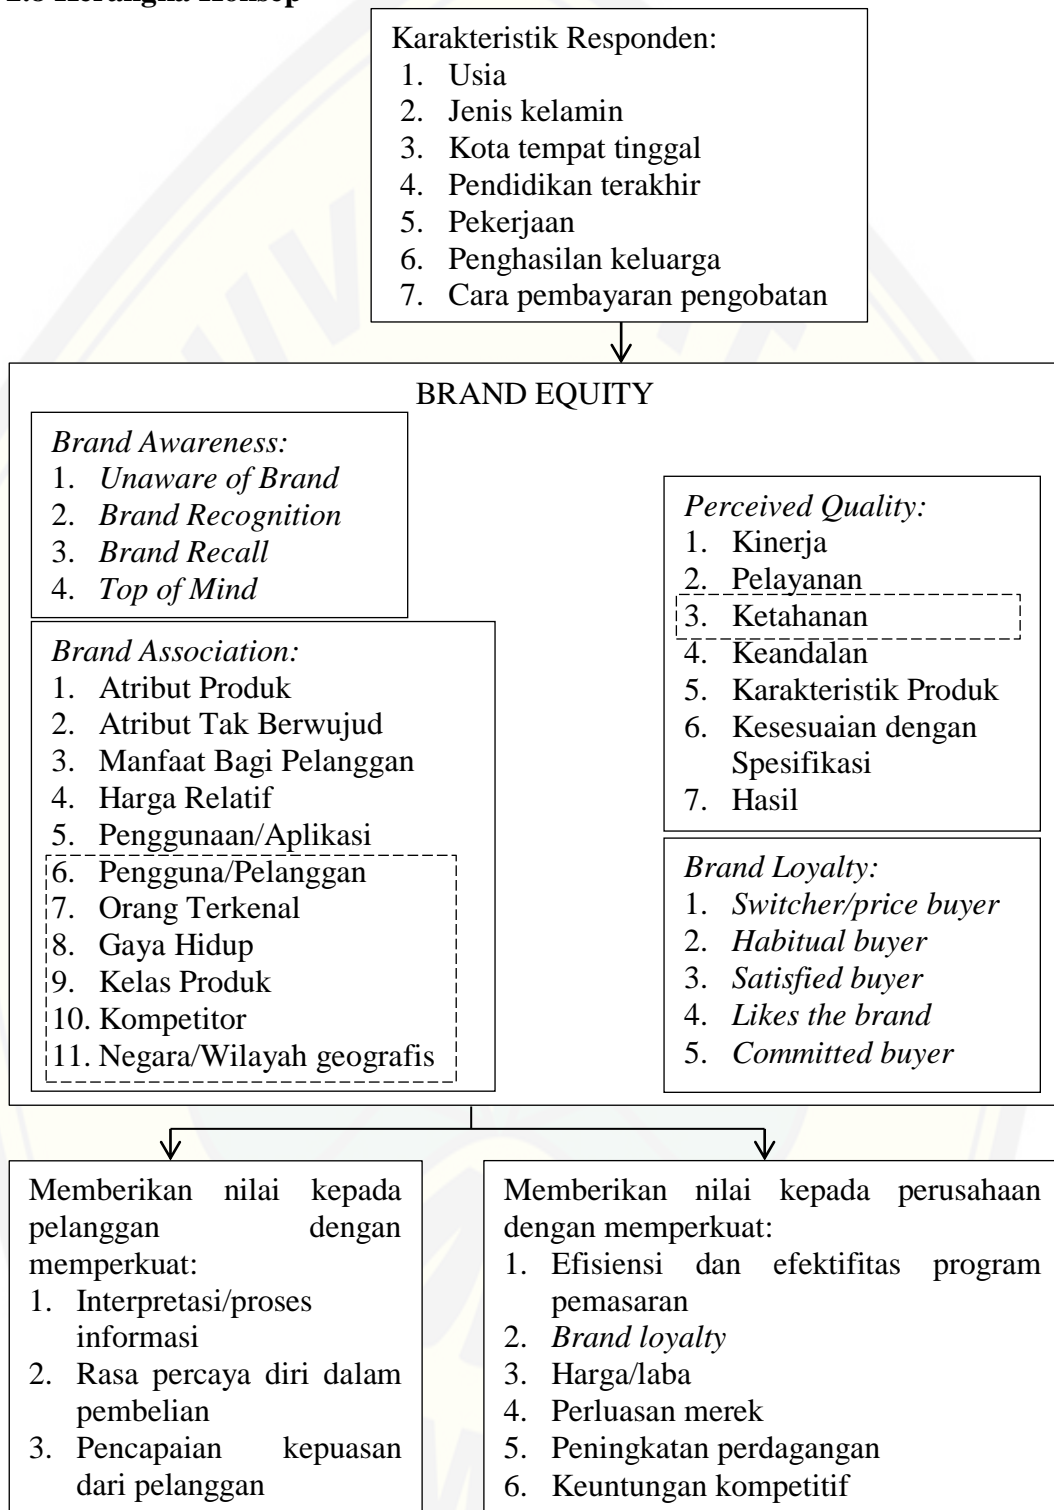 2.8 Kerangka Konsep
Karakteristik Responden:
1. Usia
2. Jenis kelamin
3. Kota tempat tinggal
4. Pendidikan terakhir
5. Pekerjaan
6. Penghasilan keluarga
7. Cara pembayaran pengobatan
BRAND EQUITY
Brand Awareness:
1. Unaware of Brand
2. Brand Recognition
3. Brand Recall
4. Top of Mind
Brand Association:
1. Atribut Produk
2. Atribut Tak Berwujud
3. Manfaat Bagi Pelanggan
4. Harga Relatif
5. Penggunaan/Aplikasi
6. Pengguna/Pelanggan
7. Orang Terkenal
8. Gaya Hidup
9. Kelas Produk
10. Kompetitor
11. Negara/Wilayah geografis
Perceived Quality:
1. Kinerja
2. Pelayanan
3. Ketahanan
4. Keandalan
5. Karakteristik Produk
6. Kesesuaian dengan
Spesifikasi
7. Hasil
Brand Loyalty:
1. Switcher/price buyer
2. Habitual buyer
3. Satisfied buyer
4. Likes the brand
5. Committed buyer
Memberikan nilai kepada
pelanggan dengan
memperkuat:
1. Interpretasi/proses
informasi
2. Rasa percaya diri dalam
pembelian
3. Pencapaian kepuasan
dari pelanggan
Memberikan nilai kepada perusahaan
dengan memperkuat:
1. Efisiensi dan efektifitas program
pemasaran
2. Brand loyalty
3. Harga/laba
4. Perluasan merek
5. Peningkatan perdagangan
6. Keuntungan kompetitif